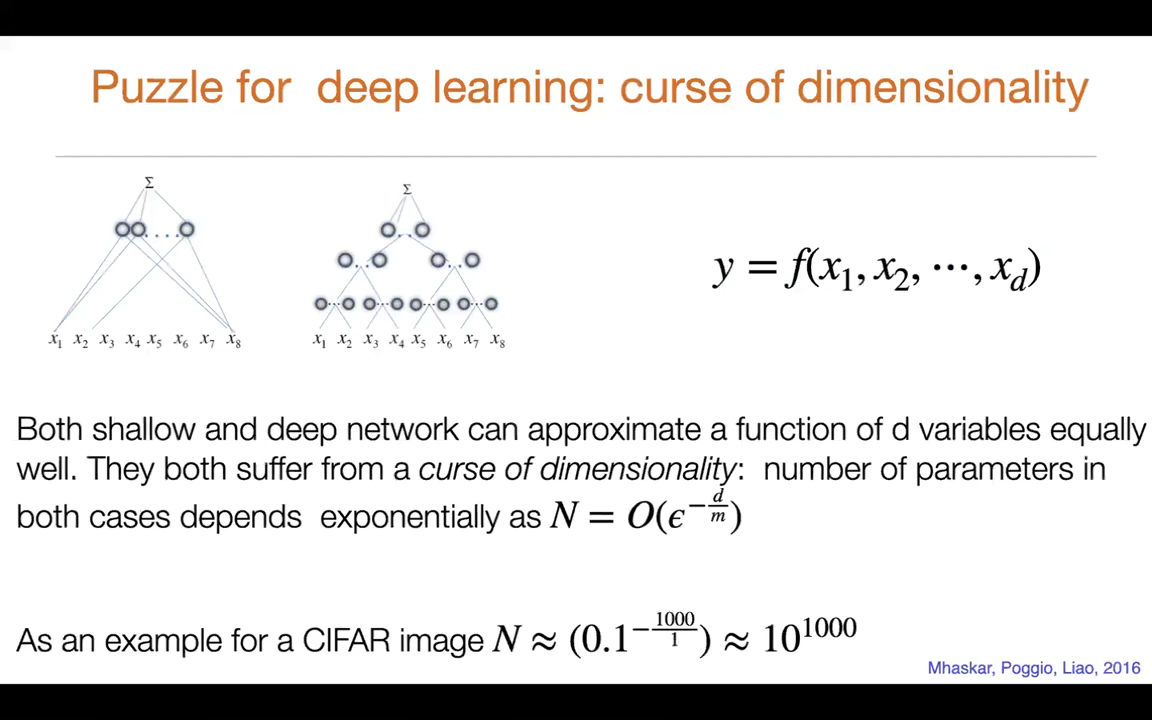 Puzzle for deep learning: curse of dimensionality
Σ
Σ
x₁ x₂ x₃ x₄ x₅ x₆ x₇ x₈
x₁ x₂ x₃ x₄ x₅ x₆ x₇ x₈
y = f(x₁, x₂, ⋯, x_d)
Both shallow and deep network can approximate a function of d variables equally
well. They both suffer from a curse of dimensionality: number of parameters in
both cases depends exponentially as N = O(ϵ^{-d/m})
As an example for a CIFAR image N ≈ (0.1^{-1000/1}) ≈ 10^{1000}
Mhaskar, Poggio, Liao, 2016